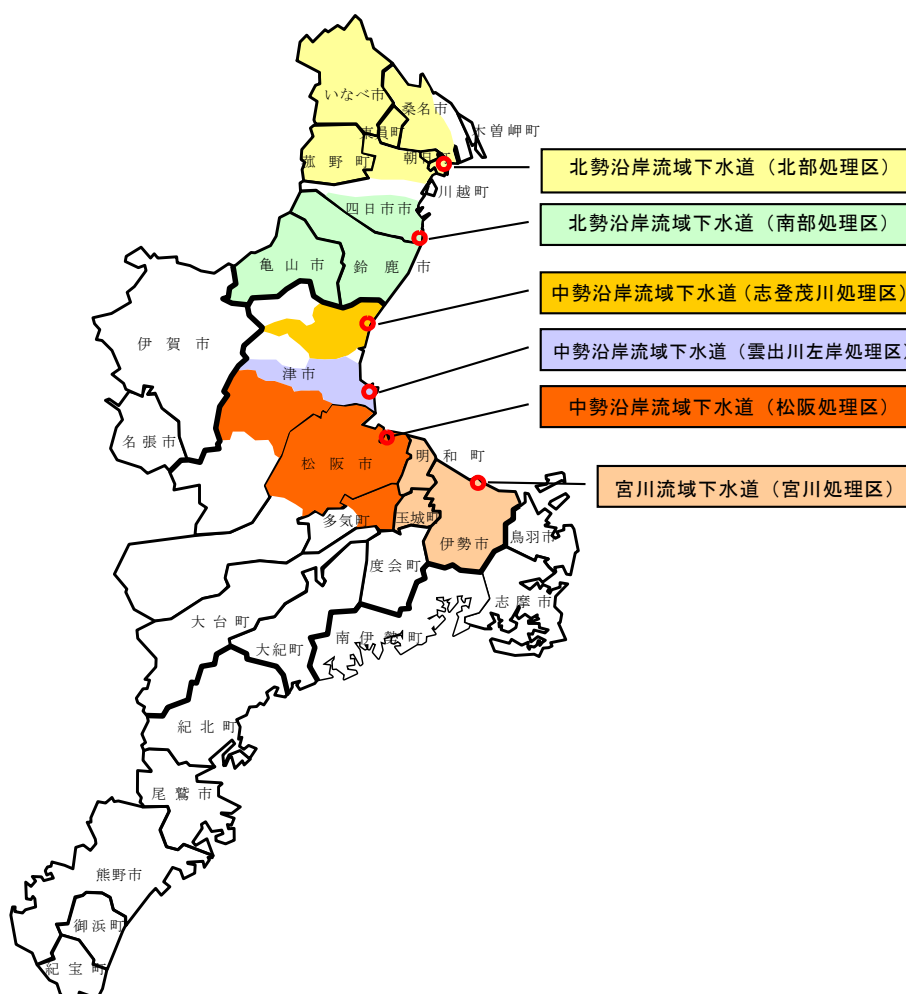 いなべ市
桑名市
東員町
木曽岬町
菰野町
朝日町
北勢沿岸流域下水道（北部処理区）
川越町
四日市市
北勢沿岸流域下水道（南部処理区）
亀山市
鈴鹿市
中勢沿岸流域下水道（志登茂川処理区）
伊賀市
中勢沿岸流域下水道（雲出川左岸処理区）
津市
中勢沿岸流域下水道（松阪処理区）
名張市
松阪市
明和町
宮川流域下水道（宮川処理区）
多気町
玉城町
伊勢市
鳥羽市
度会町
志摩市
大台町
南伊勢町
大紀町
紀北町
尾鷲市
熊野市
御浜町
紀宝町